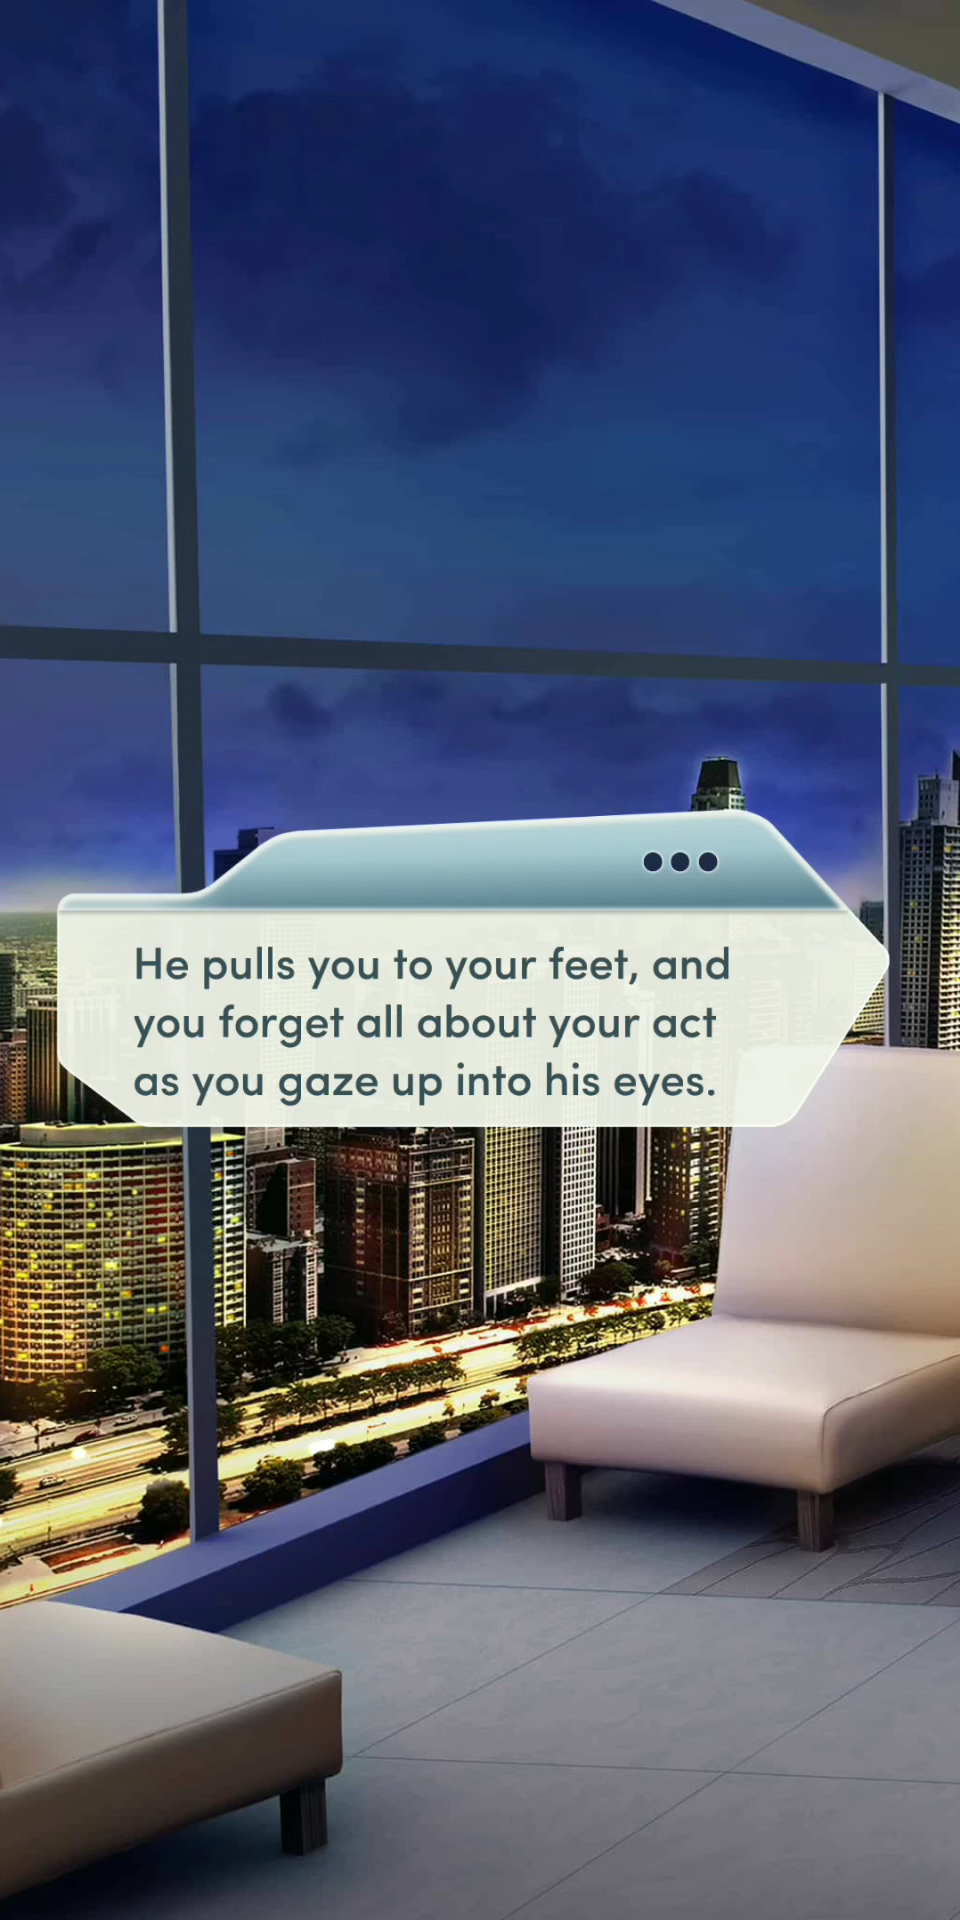 He pulls you to your feet, and
you forget all about your act
as you gaze up into his eyes.